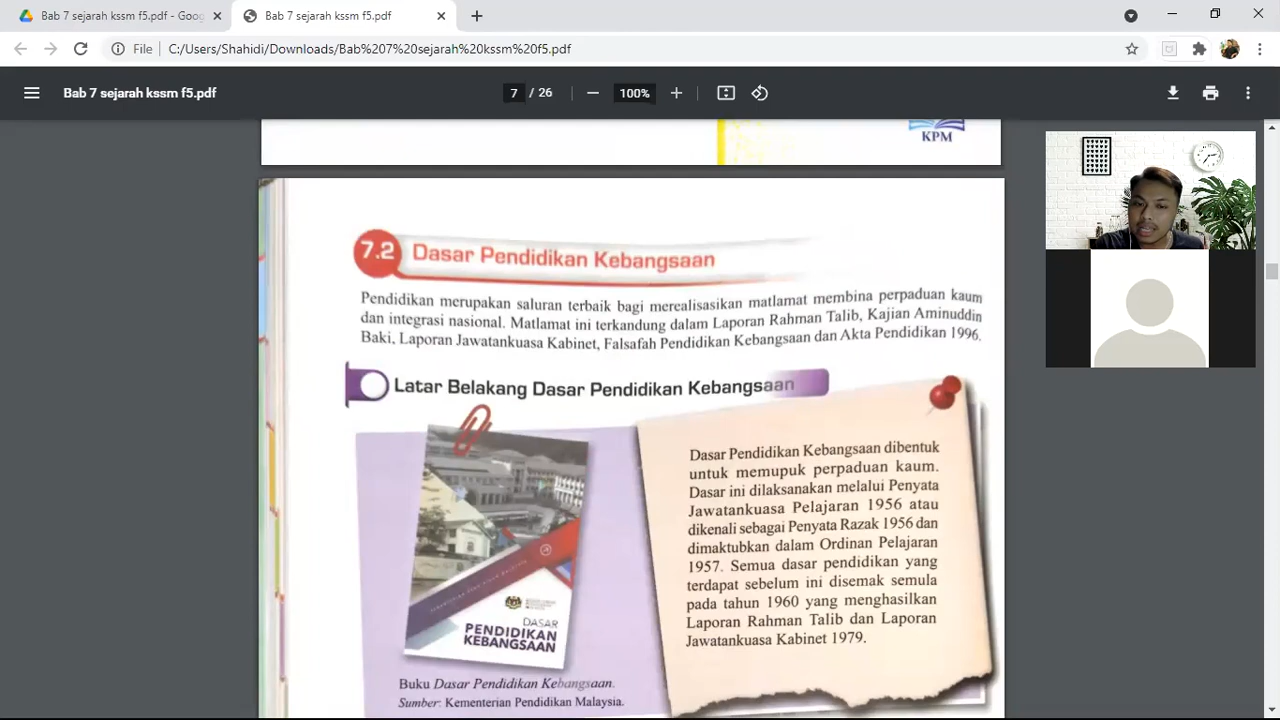 Bab 7 sejarah kssm f5.pdf - Goog
Bab 7 sejarah kssm f5.pdf
File
C:/Users/Shahidi/Downloads/Bab%207%20sejarah%20kssm%20f5.pdf
Bab 7 sejarah kssm f5.pdf
7 / 26
100%
KPM
7.2 Dasar Pendidikan Kebangsaan
Pendidikan merupakan saluran terbaik bagi merealisasikan matlamat membina perpaduan kaum
dan integrasi nasional. Matlamat ini terkandung dalam Laporan Rahman Talib, Kajian Aminuddin
Baki, Laporan Jawatankuasa Kabinet, Falsafah Pendidikan Kebangsaan dan Akta Pendidikan 1996.
Latar Belakang Dasar Pendidikan Kebangsaan
DASAR
PENDIDIKAN
KEBANGSAAN
Buku Dasar Pendidikan Kebangsaan.
Sumber: Kementerian Pendidikan Malaysia.
Dasar Pendidikan Kebangsaan dibentuk
untuk memupuk perpaduan kaum.
Dasar ini dilaksanakan melalui Penyata
Jawatankuasa Pelajaran 1956 atau
dikenali sebagai Penyata Razak 1956 dan
dimaktubkan dalam Ordinan Pelajaran
1957. Semua dasar pendidikan yang
terdapat sebelum ini disemak semula
pada tahun 1960 yang menghasilkan
Laporan Rahman Talib dan Laporan
Jawatankuasa Kabinet 1979.